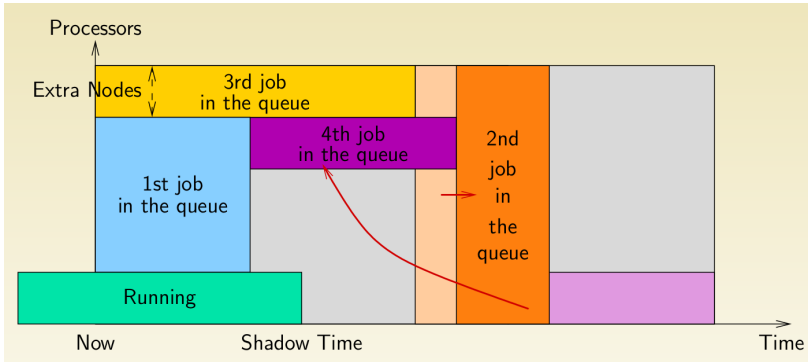 Processors
3rd job
in the queue
Extra Nodes
4th job
in the queue
2nd
job
in
the
queue
1st job
in the queue
Running
Now
Shadow Time
Time